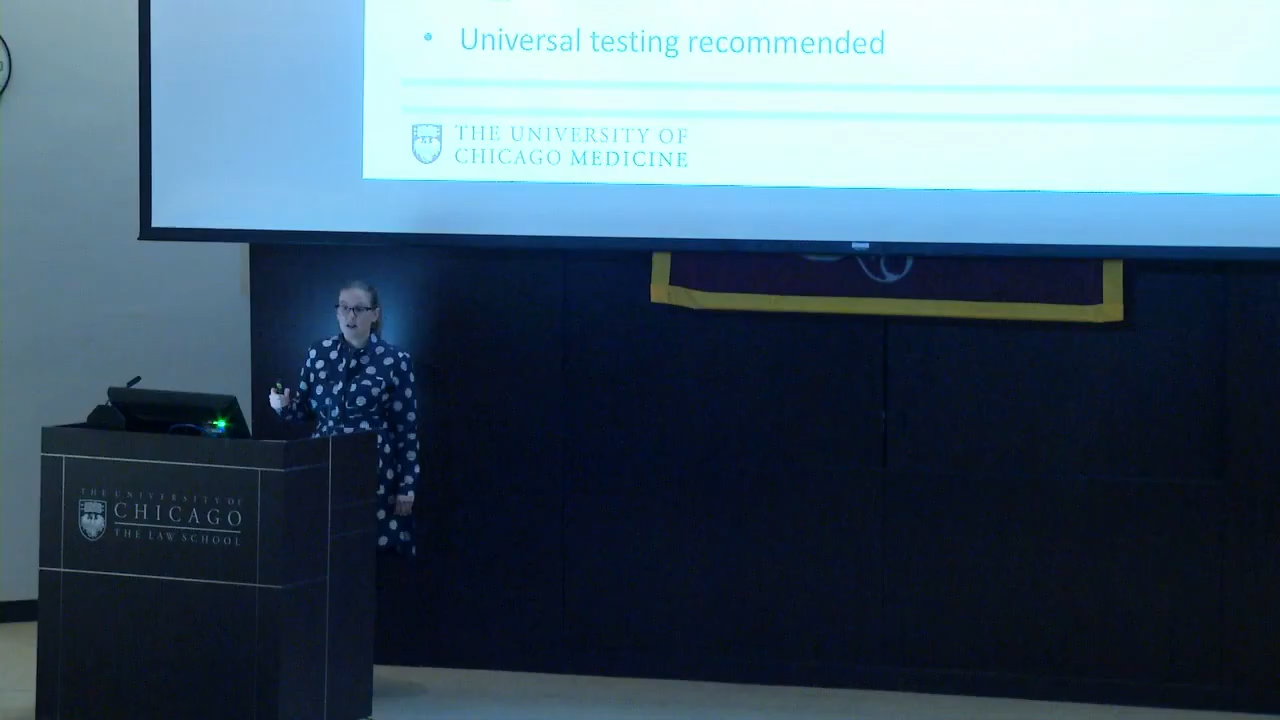 • Universal testing recommended
THE UNIVERSITY OF
CHICAGO MEDICINE
THE UNIVERSITY OF
CHICAGO
THE LAW SCHOOL